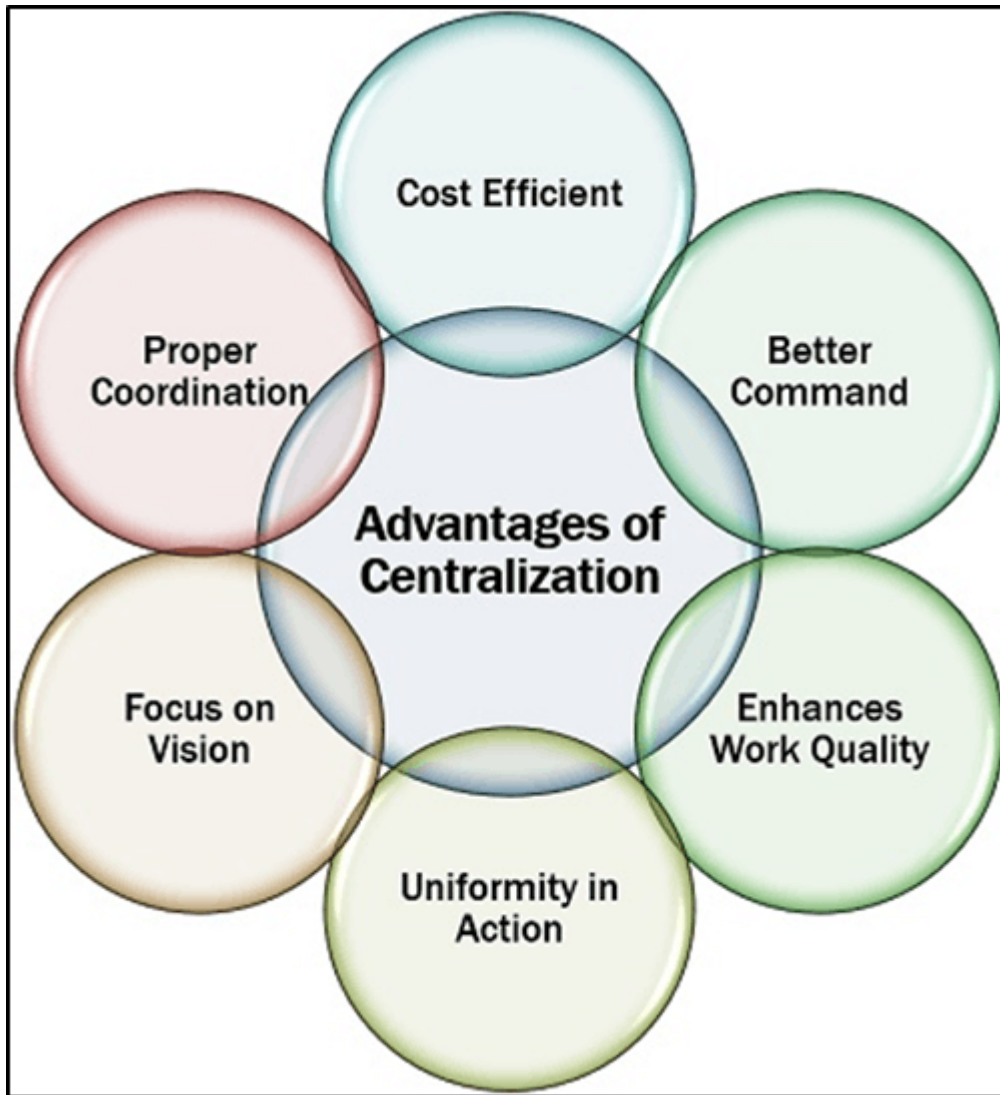 Cost Efficient
Proper
Coordination
Better
Command
Advantages of
Centralization
Focus on
Vision
Enhances
Work Quality
Uniformity in
Action